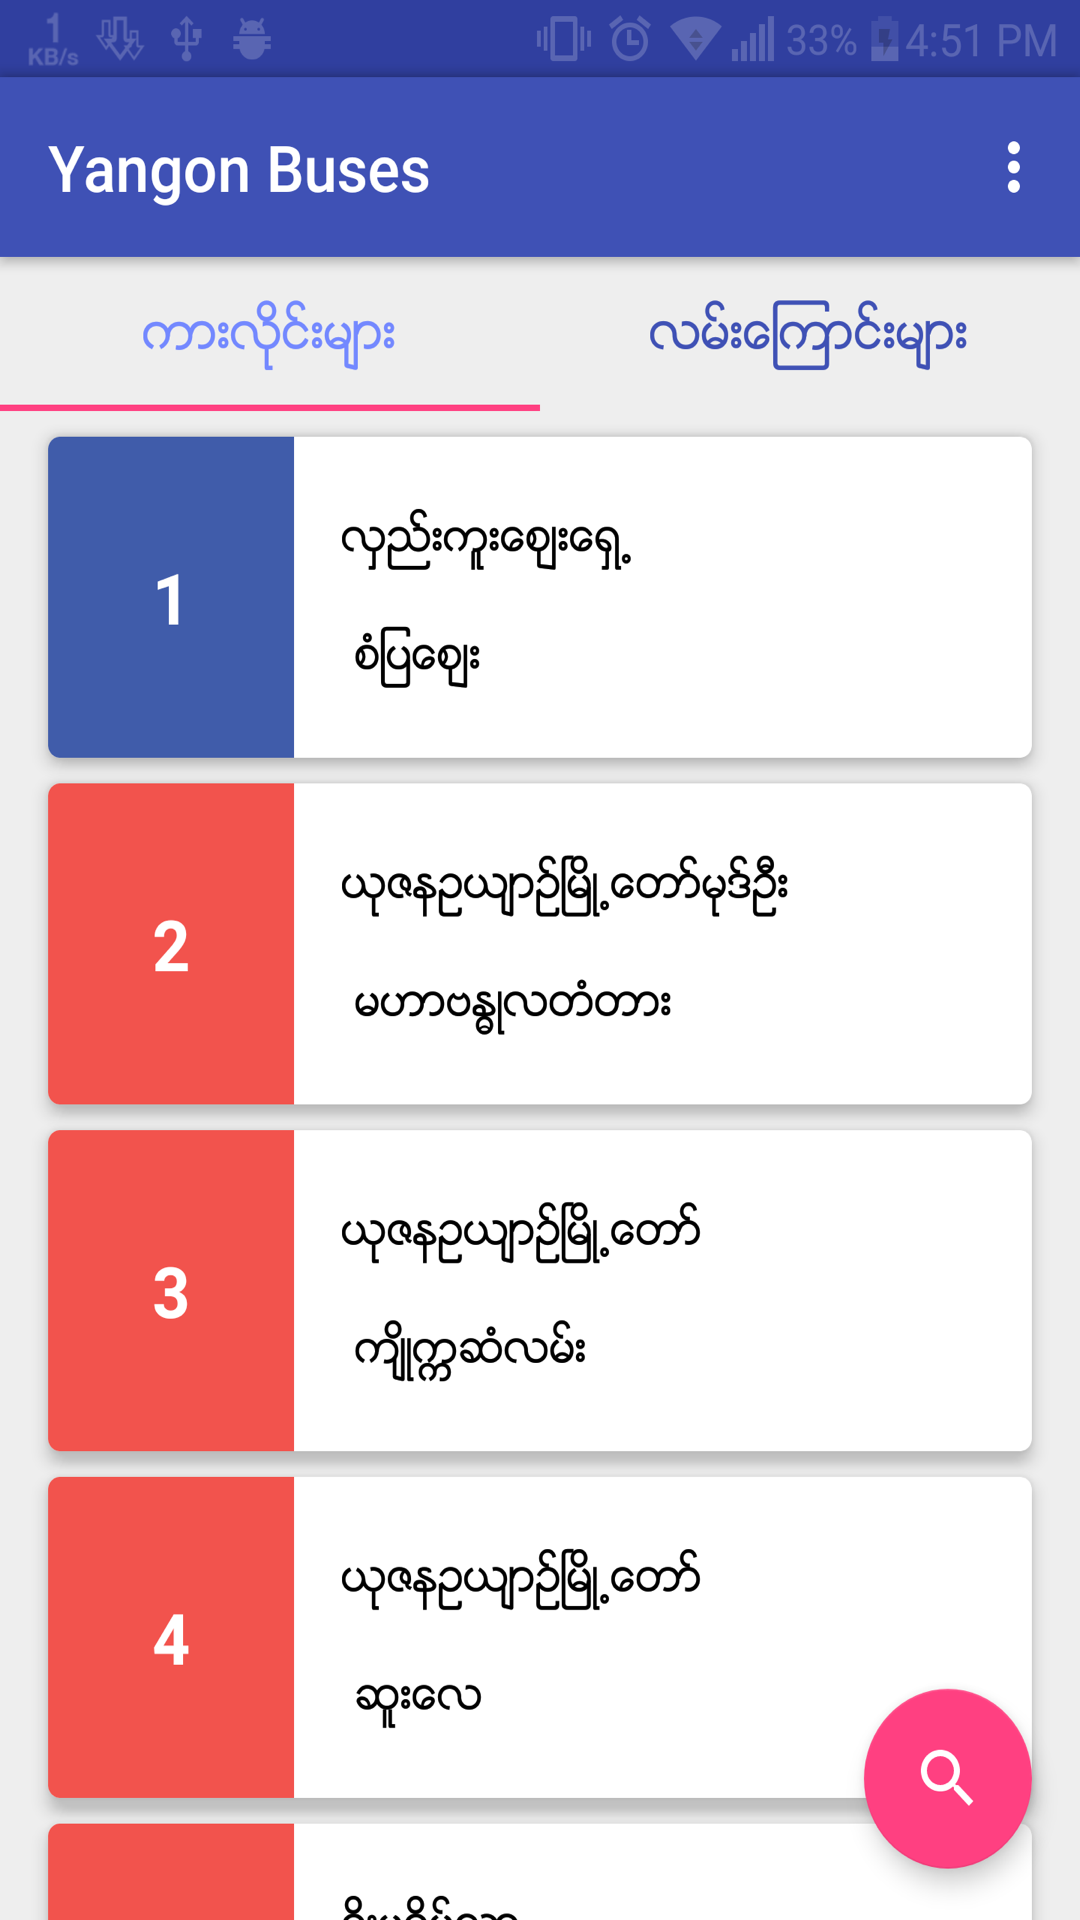 1
KB/s
33%
4:51 PM
Yangon Buses
ကားလိုင်းများ
လမ်းကြောင်းများ
1
လှည်းကူးဈေးရှေ့
စံပြဈေး
2
ယုဇနဥယျာဉ်မြို့တော်မုဒ်ဦး
မဟာဗန္ဓုလတံတား
3
ယုဇနဥယျာဉ်မြို့တော်
ကျိုက္ကဆံလမ်း
4
ယုဇနဥယျာဉ်မြို့တော်
ဆူးလေ